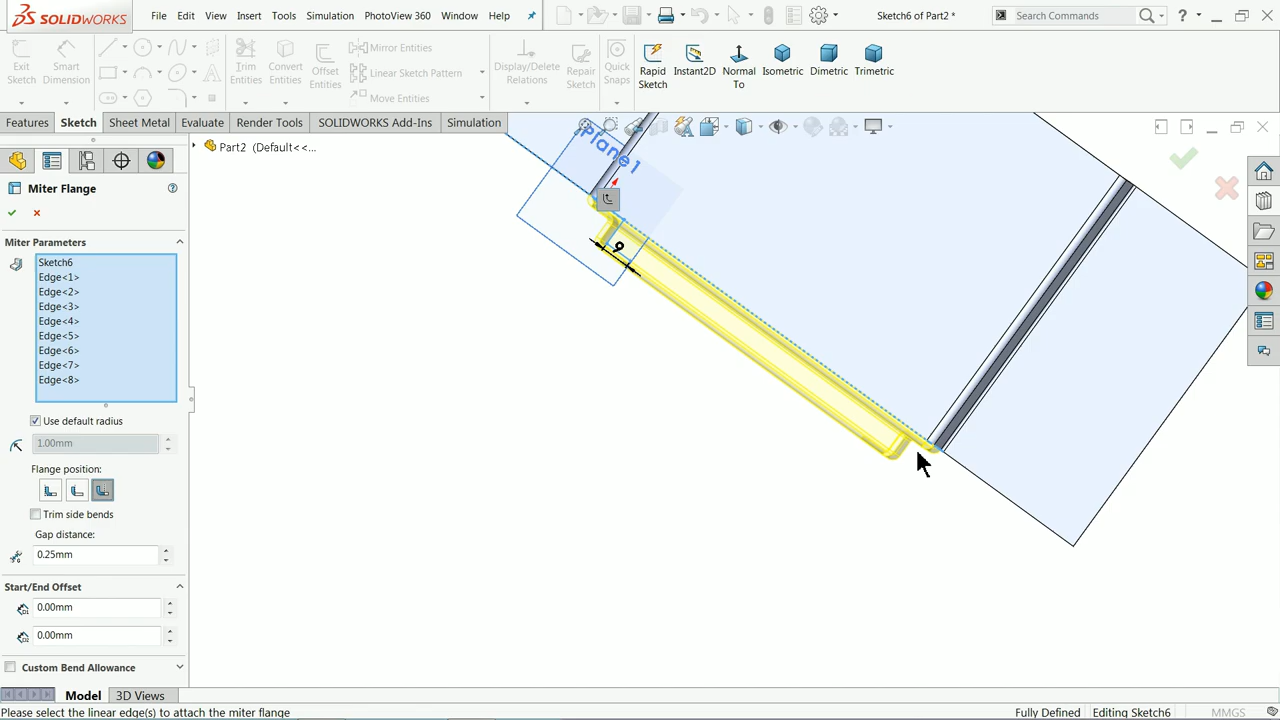 SOLIDWORKS
File Edit View Insert Tools Simulation PhotoView 360 Window Help
Sketch6 of Part2 *
Search Commands
?
Exit Sketch
Smart Dimension
Trim Entities
Convert Entities
Offset Entities
Mirror Entities
Linear Sketch Pattern
Move Entities
Display/Delete Relations
Repair Sketch
Quick Snaps
Rapid Sketch
Instant2D
Normal To
Isometric
Dimetric
Trimetric
Features Sketch Sheet Metal Evaluate Render Tools SOLIDWORKS Add-Ins Simulation
Part2 (Default<<...
Plane1
9
Miter Flange
Miter Parameters
Sketch6
Edge<1>
Edge<2>
Edge<3>
Edge<4>
Edge<5>
Edge<6>
Edge<7>
Edge<8>
Use default radius
1.00mm
Flange position:
Trim side bends
Gap distance:
0.25mm
Start/End Offset
0.00mm
0.00mm
Custom Bend Allowance
Model 3D Views
Please select the linear edge(s) to attach the miter flange
Fully Defined Editing Sketch6 MMGS